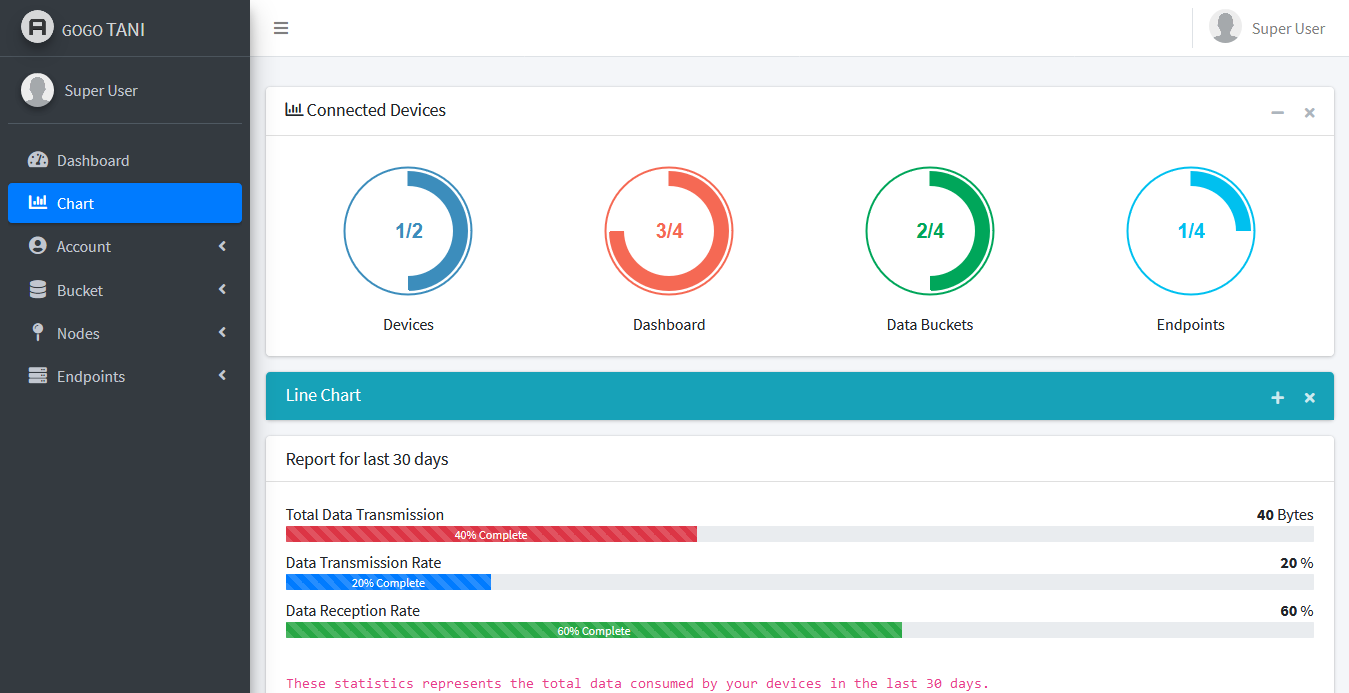 GOGO TANI
Super User
Super User
Dashboard
Chart
Account
Bucket
Nodes
Endpoints
Connected Devices
1/2
3/4
2/4
1/4
Devices
Dashboard
Data Buckets
Endpoints
Line Chart
Report for last 30 days
Total Data Transmission 40 Bytes
40% Complete
Data Transmission Rate 20 %
20% Complete
Data Reception Rate 60 %
60% Complete
These statistics represents the total data consumed by your devices in the last 30 days.